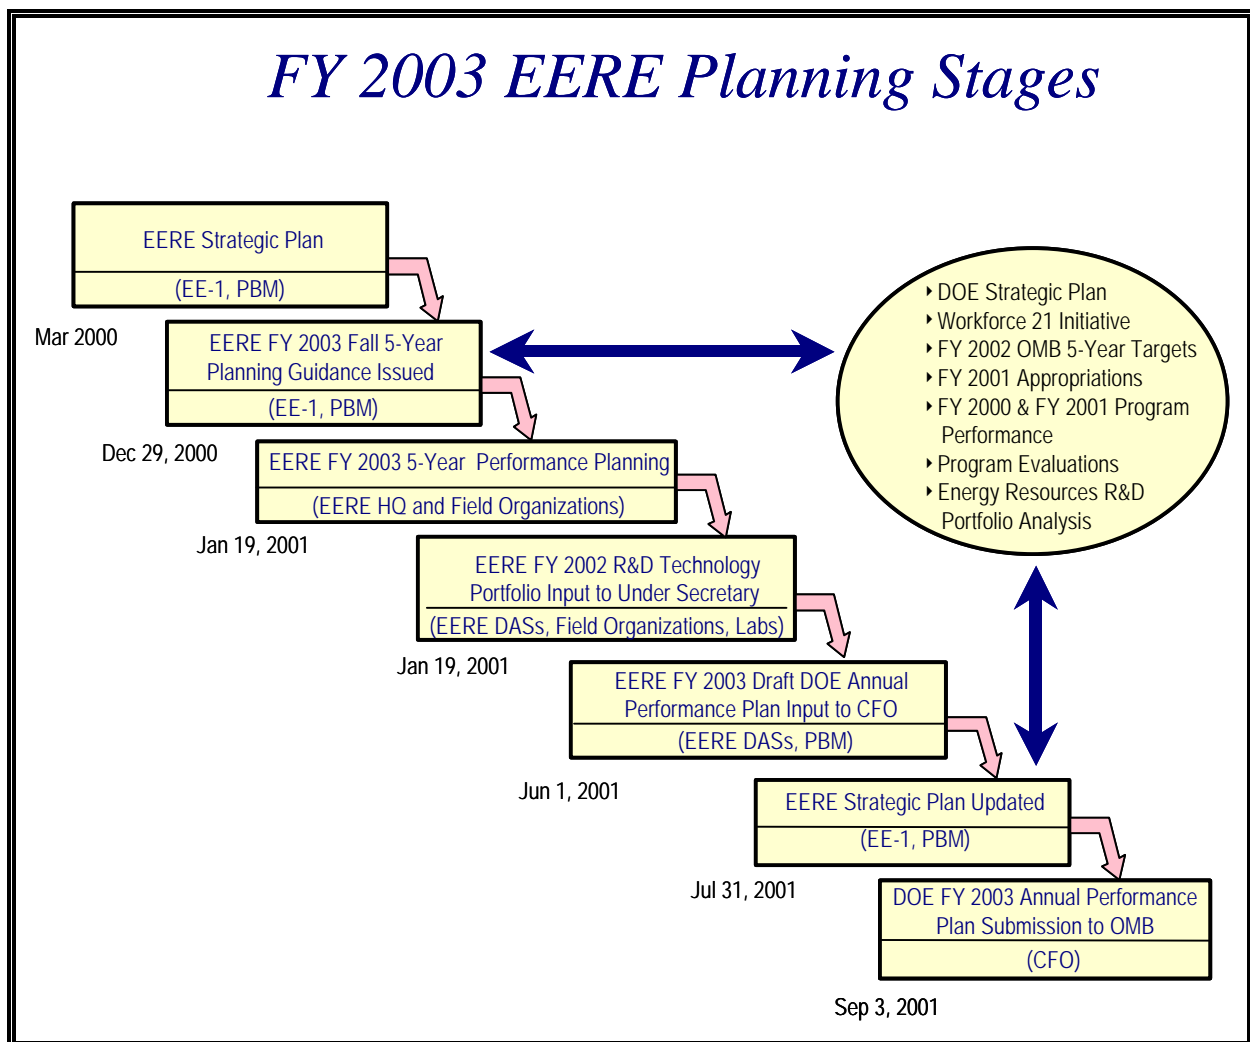 FY 2003 EERE Planning Stages
EERE Strategic Plan
(EE-1, PBM)
Mar 2000
EERE FY 2003 Fall 5-Year
Planning Guidance Issued
(EE-1, PBM)
Dec 29, 2000
EERE FY 2003 5-Year Performance Planning
(EERE HQ and Field Organizations)
Jan 19, 2001
EERE FY 2002 R&D Technology
Portfolio Input to Under Secretary
(EERE DASs, Field Organizations, Labs)
Jan 19, 2001
EERE FY 2003 Draft DOE Annual
Performance Plan Input to CFO
(EERE DASs, PBM)
Jun 1, 2001
EERE Strategic Plan Updated
(EE-1, PBM)
Jul 31, 2001
DOE FY 2003 Annual Performance
Plan Submission to OMB
(CFO)
Sep 3, 2001
‣ DOE Strategic Plan
‣ Workforce 21 Initiative
‣ FY 2002 OMB 5-Year Targets
‣ FY 2001 Appropriations
‣ FY 2000 & FY 2001 Program
Performance
‣ Program Evaluations
‣ Energy Resources R&D
Portfolio Analysis